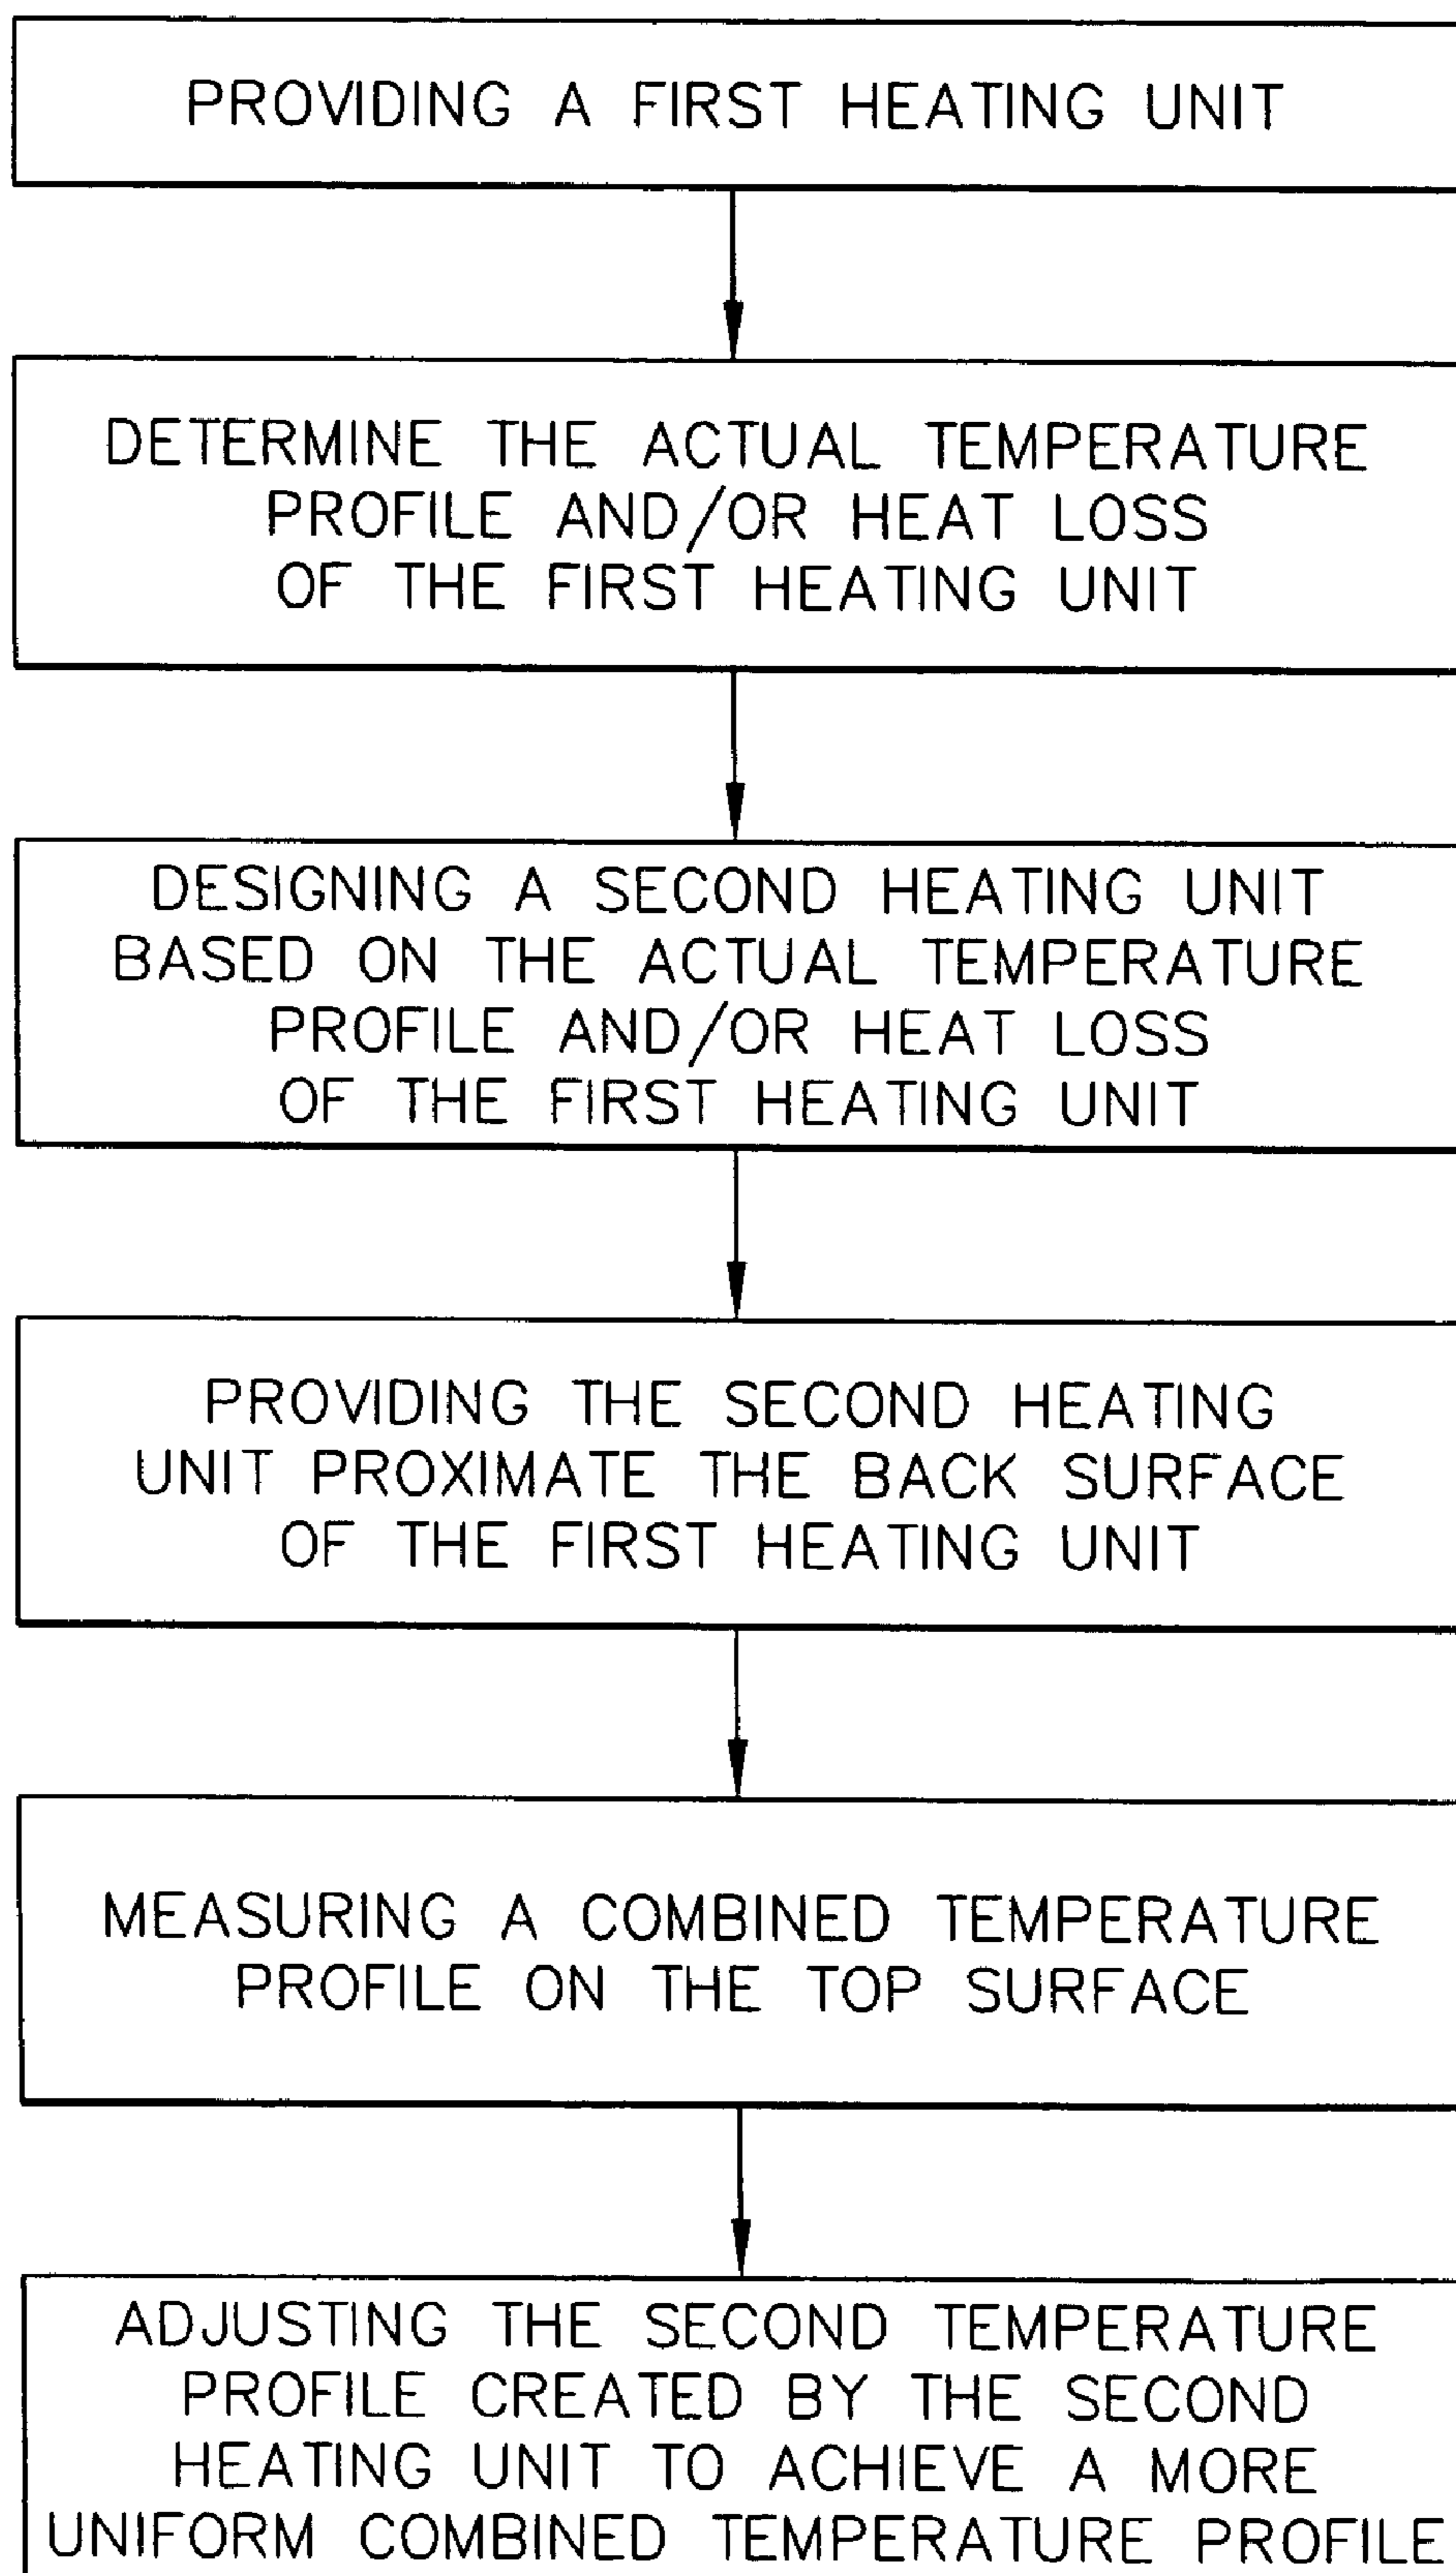 PROVIDING A FIRST HEATING UNIT
DETERMINE THE ACTUAL TEMPERATURE
PROFILE AND/OR HEAT LOSS
OF THE FIRST HEATING UNIT
DESIGNING A SECOND HEATING UNIT
BASED ON THE ACTUAL TEMPERATURE
PROFILE AND/OR HEAT LOSS
OF THE FIRST HEATING UNIT
PROVIDING THE SECOND HEATING
UNIT PROXIMATE THE BACK SURFACE
OF THE FIRST HEATING UNIT
MEASURING A COMBINED TEMPERATURE
PROFILE ON THE TOP SURFACE
ADJUSTING THE SECOND TEMPERATURE
PROFILE CREATED BY THE SECOND
HEATING UNIT TO ACHIEVE A MORE
UNIFORM COMBINED TEMPERATURE PROFILE